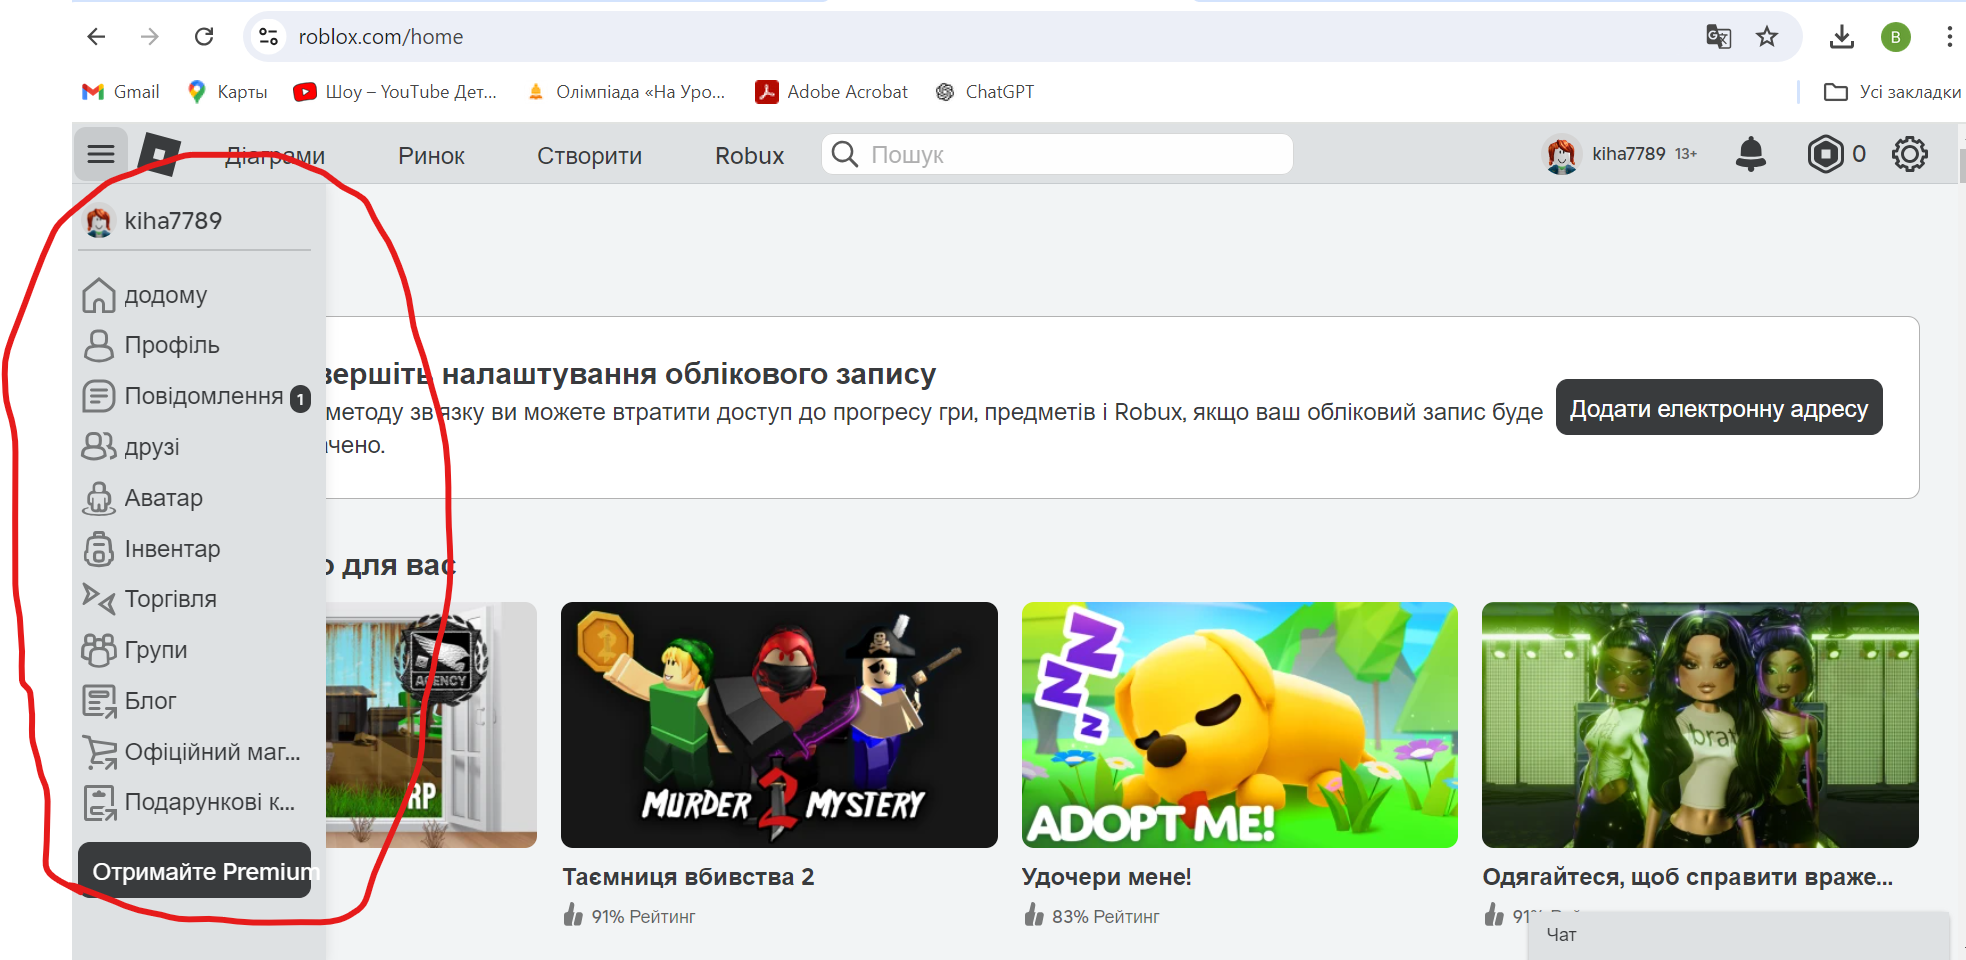 roblox.com/home
B
Gmail
Карты
Шоу – YouTube Дет...
Олімпіада «На Уро...
Adobe Acrobat
ChatGPT
Усі закладки
Діаграми
Ринок
Створити
Robux
Пошук
kiha7789 13+
0
kiha7789
додому
Профіль
Повідомлення 1
друзі
Аватар
Інвентар
Торгівля
Групи
Блог
Офіційний маг...
Подарункові к...
Отримайте Premium
вершіть налаштування облікового запису
методу зв'язку ви можете втратити доступ до прогресу гри, предметів і Robux, якщо ваш обліковий запис буде
чено.
Додати електронну адресу
о для вас
AGENCY
RP
MURDER 2 MYSTERY
ZZZ
ADOPT ME!
brat
Таємниця вбивства 2
91% Рейтинг
Удочери мене!
83% Рейтинг
Одягайтеся, щоб справити враже...
91%
Чат